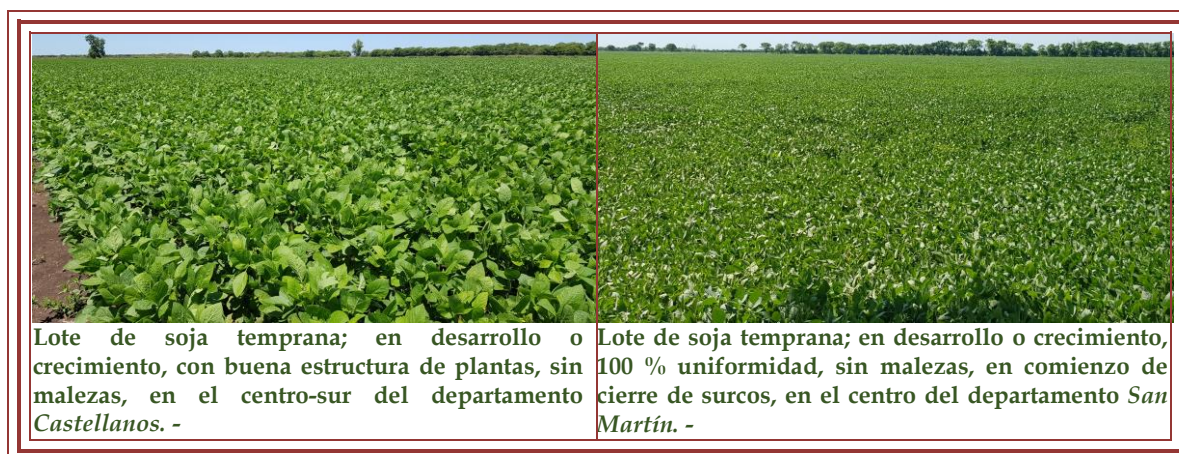 Lote de soja temprana; en desarrollo o
crecimiento, con buena estructura de plantas, sin
malezas, en el centro-sur del departamento
Castellanos. -
Lote de soja temprana; en desarrollo o crecimiento,
100 % uniformidad, sin malezas, en comienzo de
cierre de surcos, en el centro del departamento San
Martín. -